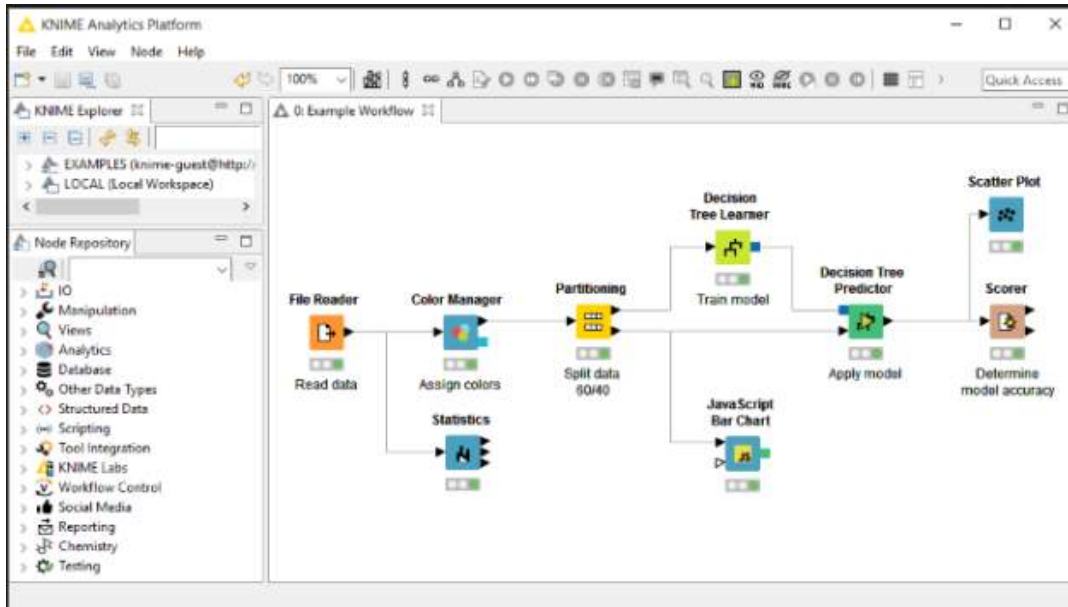 KNIME Analytics Platform
File Edit View Node Help
100%
Quick Access
KNIME Explorer
EXAMPLES (knime-guest@http:/
LOCAL (Local Workspace)
Node Repository
IO
Manipulation
Views
Analytics
Database
Other Data Types
Structured Data
Scripting
Tool Integration
KNIME Labs
Workflow Control
Social Media
Reporting
Chemistry
Testing
0: Example Workflow
File Reader
Read data
Color Manager
Assign colors
Statistics
Partitioning
Split data
60/40
Decision
Tree Learner
Train model
JavaScript
Bar Chart
Decision Tree
Predictor
Apply model
Scatter Plot
Scorer
Determine
model accuracy